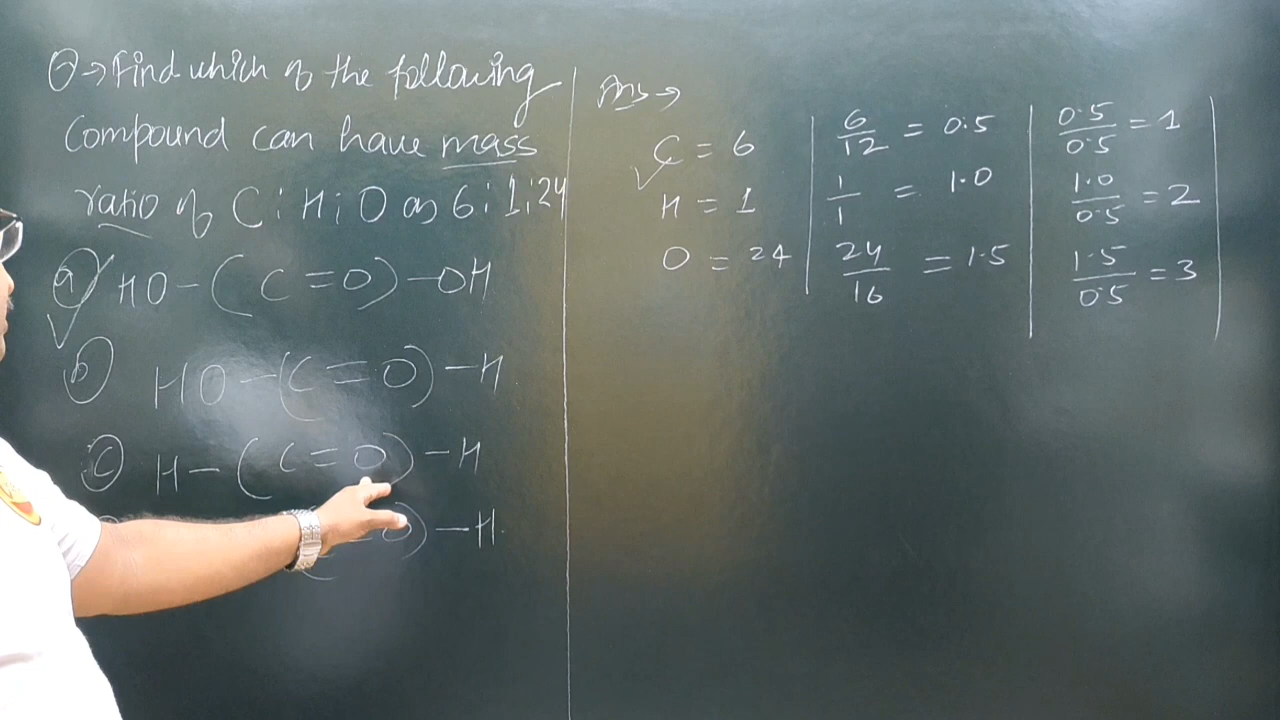 Q→ Find which of the following
Compound can have mass
ratio of C:H:O as 6:1:24
a) HO-(C=O)-OH
b) HO-(C=O)-H
c) H-(C=O)-H
=O)-H.
Ans →
C = 6 | 6/12 = 0.5 | 0.5/0.5 = 1
H = 1 | 1/1 = 1.0 | 1.0/0.5 = 2
O = 24 | 24/16 = 1.5 | 1.5/0.5 = 3